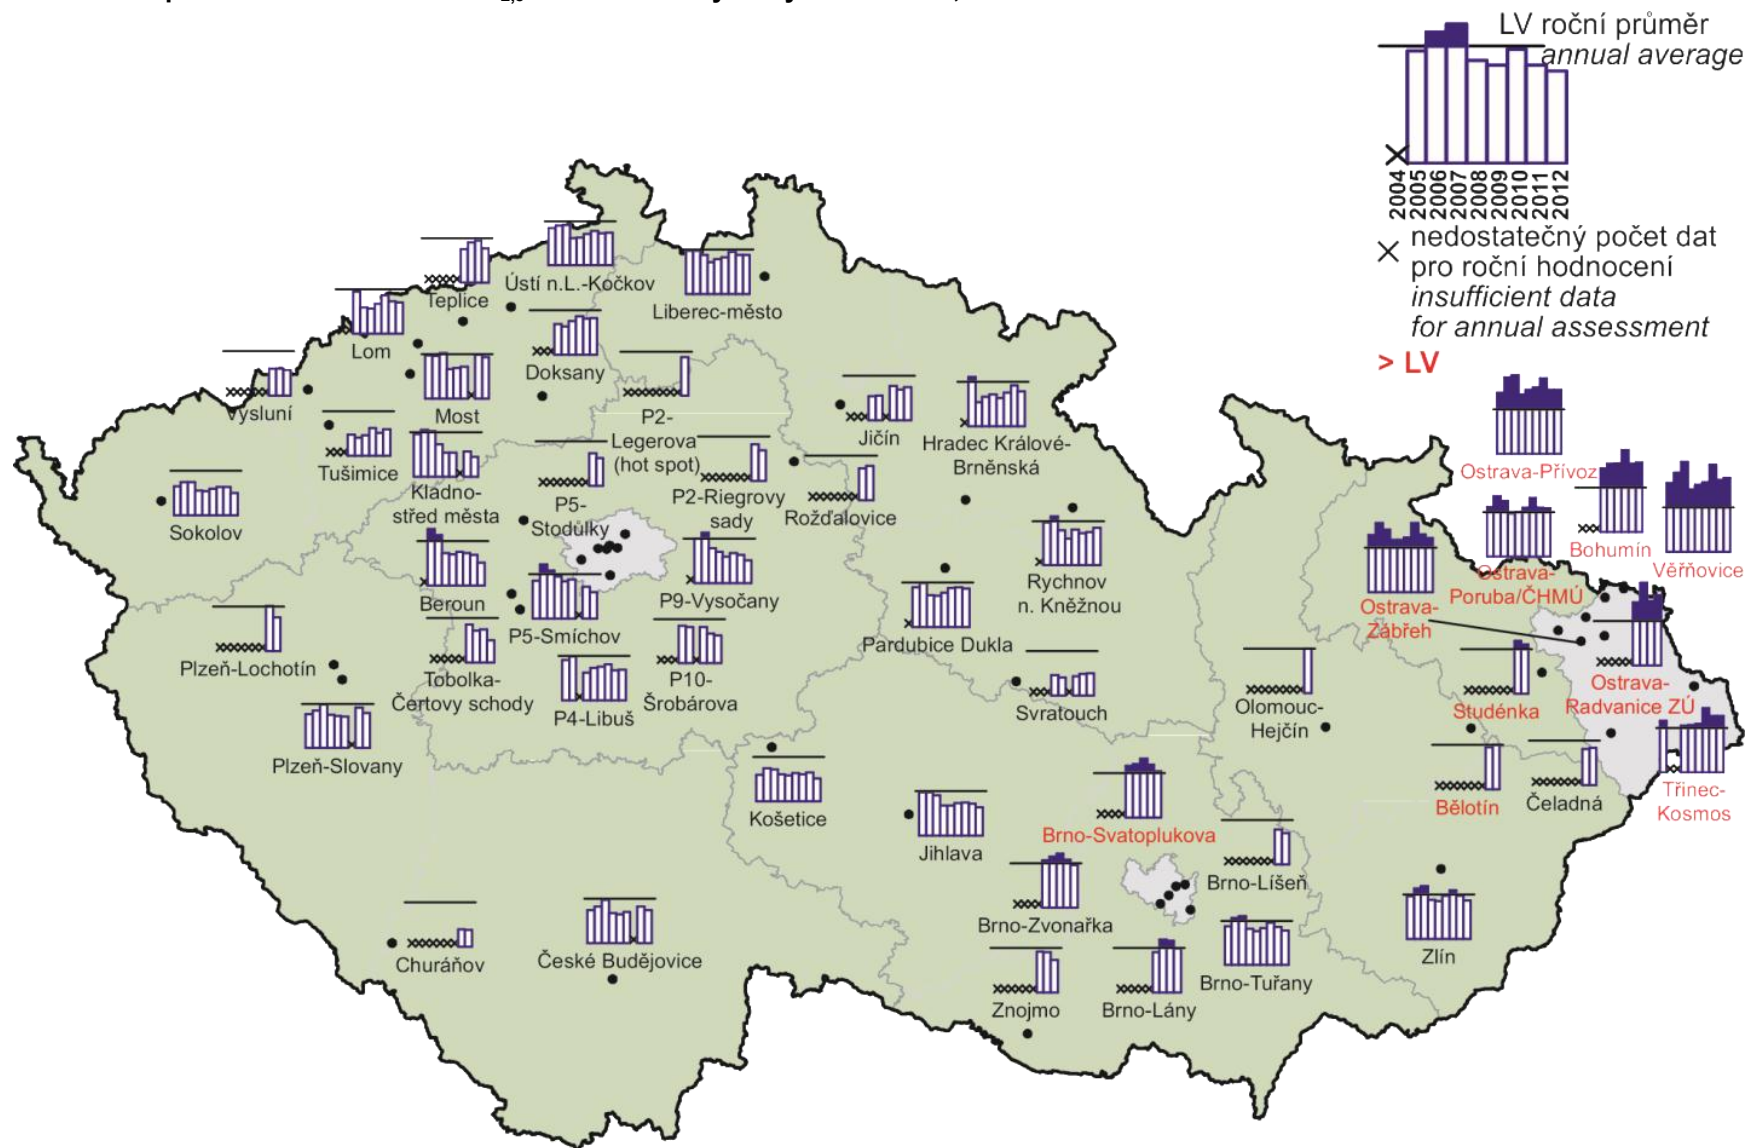 LV roční průměr
annual average
2004
2005
2006
2007
2008
2009
2010
2011
2012
nedostatečný počet dat
pro roční hodnocení
insufficient data
for annual assessment
> LV
Teplice
Ústí n.L.-Kočkov
Liberec-město
Lom
Doksany
Výsluní
Most
P2-
Legerova
(hot spot)
Jičín
Hradec Králové-
Brněnská
Tušimice
Kladno-
střed města
P5-
Stodůlky
P2-Riegrovy
sady
Rožďalovice
Sokolov
Ostrava-Přívoz
Bohumín
Věřňovice
Ostrava-
Poruba/ČHMÚ
Ostrava-
Zábřeh
Beroun
P9-Vysočany
Rychnov
n. Kněžnou
P5-Smíchov
Pardubice Dukla
Plzeň-Lochotín
Tobolka-
Čertovy schody
P4-Libuš
P10-
Šrobárova
Svratouch
Olomouc-
Hejčín
Studénka
Ostrava-
Radvanice ZÚ
Plzeň-Slovany
Košetice
Jihlava
Brno-Svatoplukova
Bělotín
Čeladná
Třinec-
Kosmos
Brno-Líšeň
Brno-Zvonařka
Churáňov
České Budějovice
Znojmo
Brno-Lány
Brno-Tuřany
Zlín